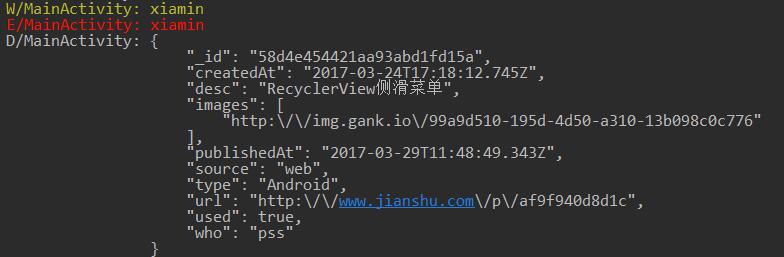 W/MainActivity: xiamin
E/MainActivity: xiamin
D/MainActivity: {
"_id": "58d4e454421aa93abd1fd15a",
"createdAt": "2017-03-24T17:18:12.745Z",
"desc": "RecyclerView侧滑菜单",
"images": [
"http:\/\/img.gank.io\/99a9d510-195d-4d50-a310-13b098c0c776"
],
"publishedAt": "2017-03-29T11:48:49.343Z",
"source": "web",
"type": "Android",
"url": "http:\/\/www.jianshu.com\/p\/af9f940d8d1c",
"used": true,
"who": "pss"
}